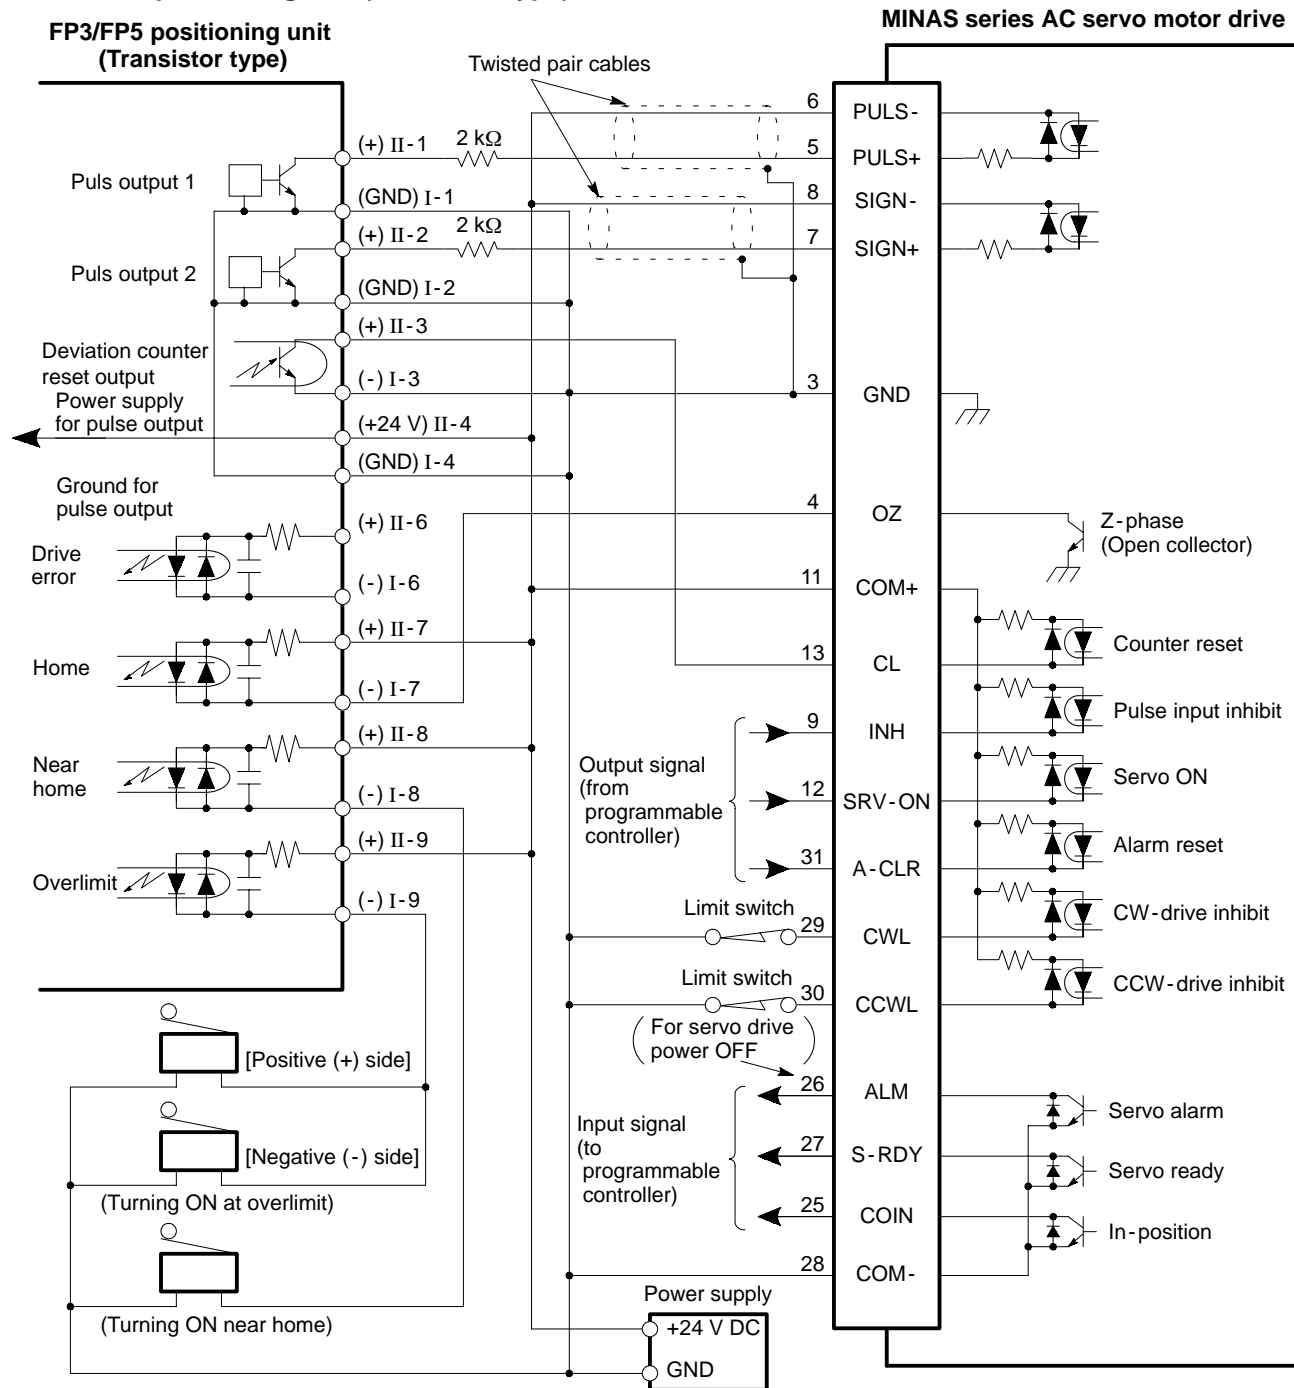 MINAS series AC servo motor drive
FP3/FP5 positioning unit
(Transistor type)
Twisted pair cables
6
PULS-
(+) II-1
2 kΩ
5
PULS+
Puls output 1
(GND) I-1
8
SIGN-
(+) II-2
2 kΩ
7
SIGN+
Puls output 2
(GND) I-2
(+) II-3
Deviation counter
reset output
(-) I-3
3
GND
Power supply
for pulse output
(+24 V) II-4
(GND) I-4
Ground for
pulse output
4
OZ
Z-phase
(Open collector)
(+) II-6
Drive
error
(-) I-6
11
COM+
(+) II-7
Home
(-) I-7
13
CL
Counter reset
9
INH
Pulse input inhibit
(+) II-8
Near
home
(-) I-8
Output signal
(from
programmable
controller)
12
SRV-ON
Servo ON
31
A-CLR
Alarm reset
(+) II-9
Overlimit
(-) I-9
Limit switch
29
CWL
CW-drive inhibit
Limit switch
30
CCWL
CCW-drive inhibit
(For servo drive
power OFF)
[Positive (+) side]
26
ALM
Servo alarm
[Negative (-) side]
(Turning ON at overlimit)
Input signal
(to
programmable
controller)
27
S-RDY
Servo ready
25
COIN
In-position
28
COM-
(Turning ON near home)
Power supply
+24 V DC
GND